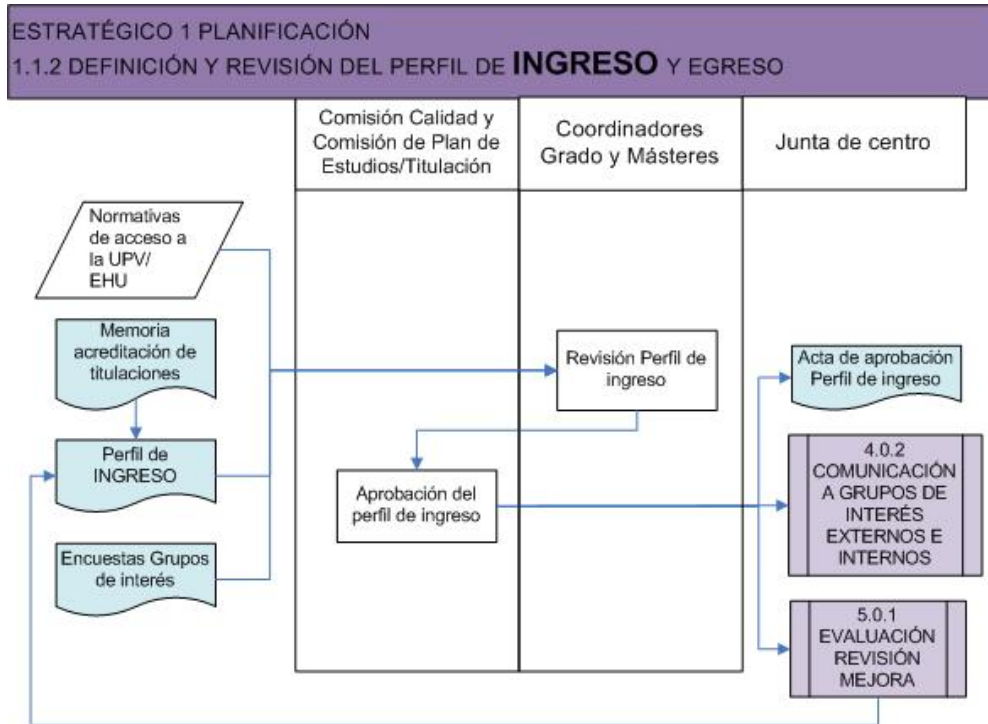 ESTRATÉGICO 1 PLANIFICACIÓN
1.1.2 DEFINICIÓN Y REVISIÓN DEL PERFIL DE INGRESO Y EGRESO
Comisión Calidad y
Comisión de Plan de
Estudios/Titulación
Coordinadores
Grado y Másteres
Junta de centro
Normativas
de acceso a
la UPV/
EHU
Memoria
acreditación de
titulaciones
Perfil de
INGRESO
Encuestas Grupos
de interés
Revisión Perfil de
ingreso
Aprobación del
perfil de ingreso
Acta de aprobación
Perfil de ingreso
4.0.2
COMUNICACIÓN
A GRUPOS DE
INTERÉS
EXTERNOS E
INTERNOS
5.0.1
EVALUACIÓN
REVISIÓN
MEJORA